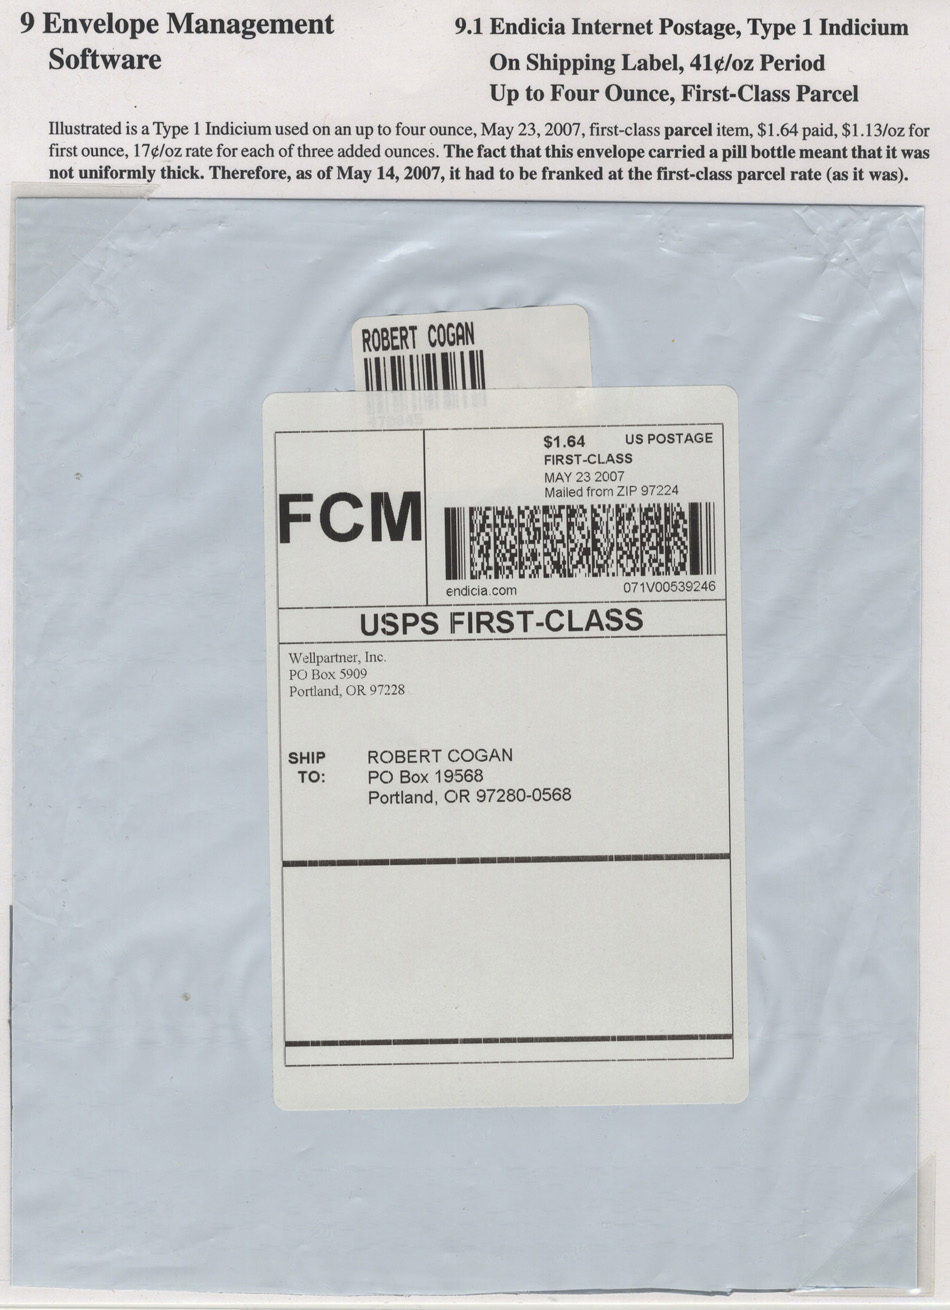 9 Envelope Management
Software
9.1 Endicia Internet Postage, Type 1 Indicium
On Shipping Label, 41¢/oz Period
Up to Four Ounce, First-Class Parcel
Illustrated is a Type 1 Indicium used on an up to four ounce, May 23, 2007, first-class parcel item, $1.64 paid, $1.13/oz for
first ounce, 17¢/oz rate for each of three added ounces. The fact that this envelope carried a pill bottle meant that it was
not uniformly thick. Therefore, as of May 14, 2007, it had to be franked at the first-class parcel rate (as it was).
ROBERT COGAN
FCM
$1.64 US POSTAGE
FIRST-CLASS
MAY 23 2007
Mailed from ZIP 97224
endicia.com 071V00539246
USPS FIRST-CLASS
Wellpartner, Inc.
PO Box 5909
Portland, OR 97228
SHIP TO:
ROBERT COGAN
PO Box 19568
Portland, OR 97280-0568